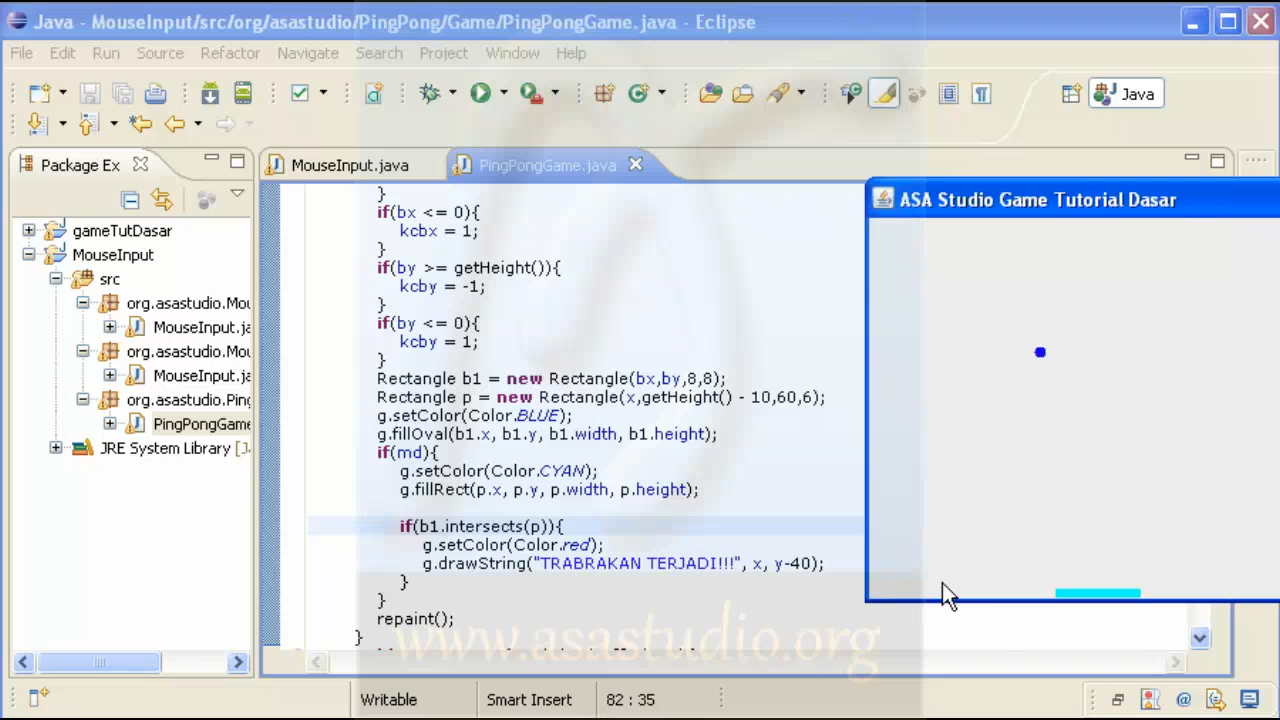 Java - MouseInput/src/org/asastudio/PingPong/Game/PingPongGame.java - Eclipse
File Edit Run Source Refactor Navigate Search Project Window Help
Java
Package Ex
MouseInput.java
PingPongGame.java
ASA Studio Game Tutorial Dasar
gameTutDasar
MouseInput
src
org.asastudio.Mou
MouseInput.ja
org.asastudio.Mou
MouseInput.ja
org.asastudio.Ping
PingPongGame
JRE System Library [J
}
if(bx <= 0){
kcbx = 1;
}
if(by >= getHeight()){
kcby = -1;
}
if(by <= 0){
kcby = 1;
}
Rectangle b1 = new Rectangle(bx,by,8,8);
Rectangle p = new Rectangle(x,getHeight() - 10,60,6);
g.setColor(Color.BLUE);
g.fillOval(b1.x, b1.y, b1.width, b1.height);
if(md){
g.setColor(Color.CYAN);
g.fillRect(p.x, p.y, p.width, p.height);
if(b1.intersects(p)){
g.setColor(Color.red);
g.drawString("TRABRAKAN TERJADI!!!", x, y-40);
}
}
repaint();
}
www.asastudio.org
Writable
Smart Insert
82 : 35